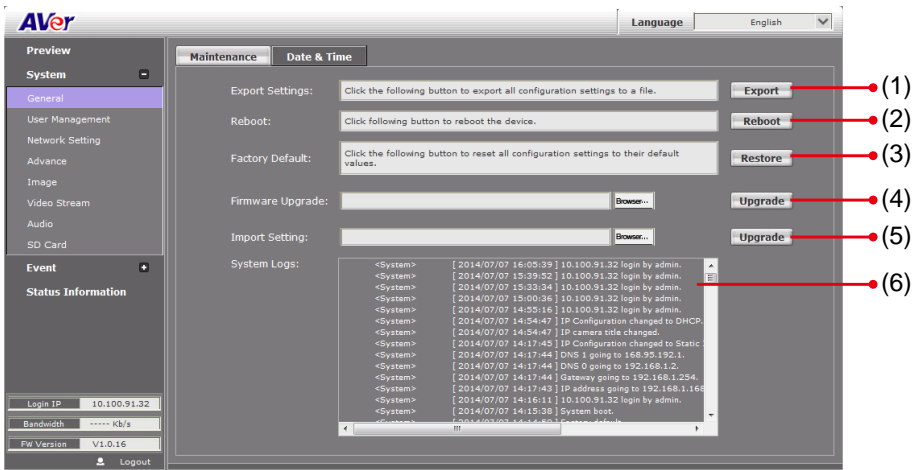 AVer
Language English
Preview
System
General
User Management
Network Setting
Advance
Image
Video Stream
Audio
SD Card
Event
Status Information
Login IP 10.100.91.32
Bandwidth ----- Kb/s
FW Version V1.0.16
Logout
Maintenance Date & Time
Export Settings: Click the following button to export all configuration settings to a file. Export (1)
Reboot: Click following button to reboot the device. Reboot (2)
Factory Default: Click the following button to reset all configuration settings to their default
values. Restore (3)
Firmware Upgrade: Browser... Upgrade (4)
Import Setting: Browser... Upgrade (5)
System Logs: (6)
<System> [ 2014/07/07 16:05:39 ] 10.100.91.32 login by admin.
<System> [ 2014/07/07 15:39:52 ] 10.100.91.32 login by admin.
<System> [ 2014/07/07 15:33:34 ] 10.100.91.32 login by admin.
<System> [ 2014/07/07 15:00:36 ] 10.100.91.32 login by admin.
<System> [ 2014/07/07 14:55:16 ] 10.100.91.32 login by admin.
<System> [ 2014/07/07 14:54:47 ] IP Configuration changed to DHCP.
<System> [ 2014/07/07 14:54:47 ] IP camera title changed.
<System> [ 2014/07/07 14:17:45 ] IP Configuration changed to Static
<System> [ 2014/07/07 14:17:44 ] DNS 1 going to 168.95.192.1.
<System> [ 2014/07/07 14:17:44 ] DNS 0 going to 192.168.1.2.
<System> [ 2014/07/07 14:17:44 ] Gateway going to 192.168.1.254.
<System> [ 2014/07/07 14:17:43 ] IP address going to 192.168.1.168
<System> [ 2014/07/07 14:16:11 ] 10.100.91.32 login by admin.
<System> [ 2014/07/07 14:15:38 ] System boot.
<System> [ 2014/07/07 14:14:50 ] Factory default.